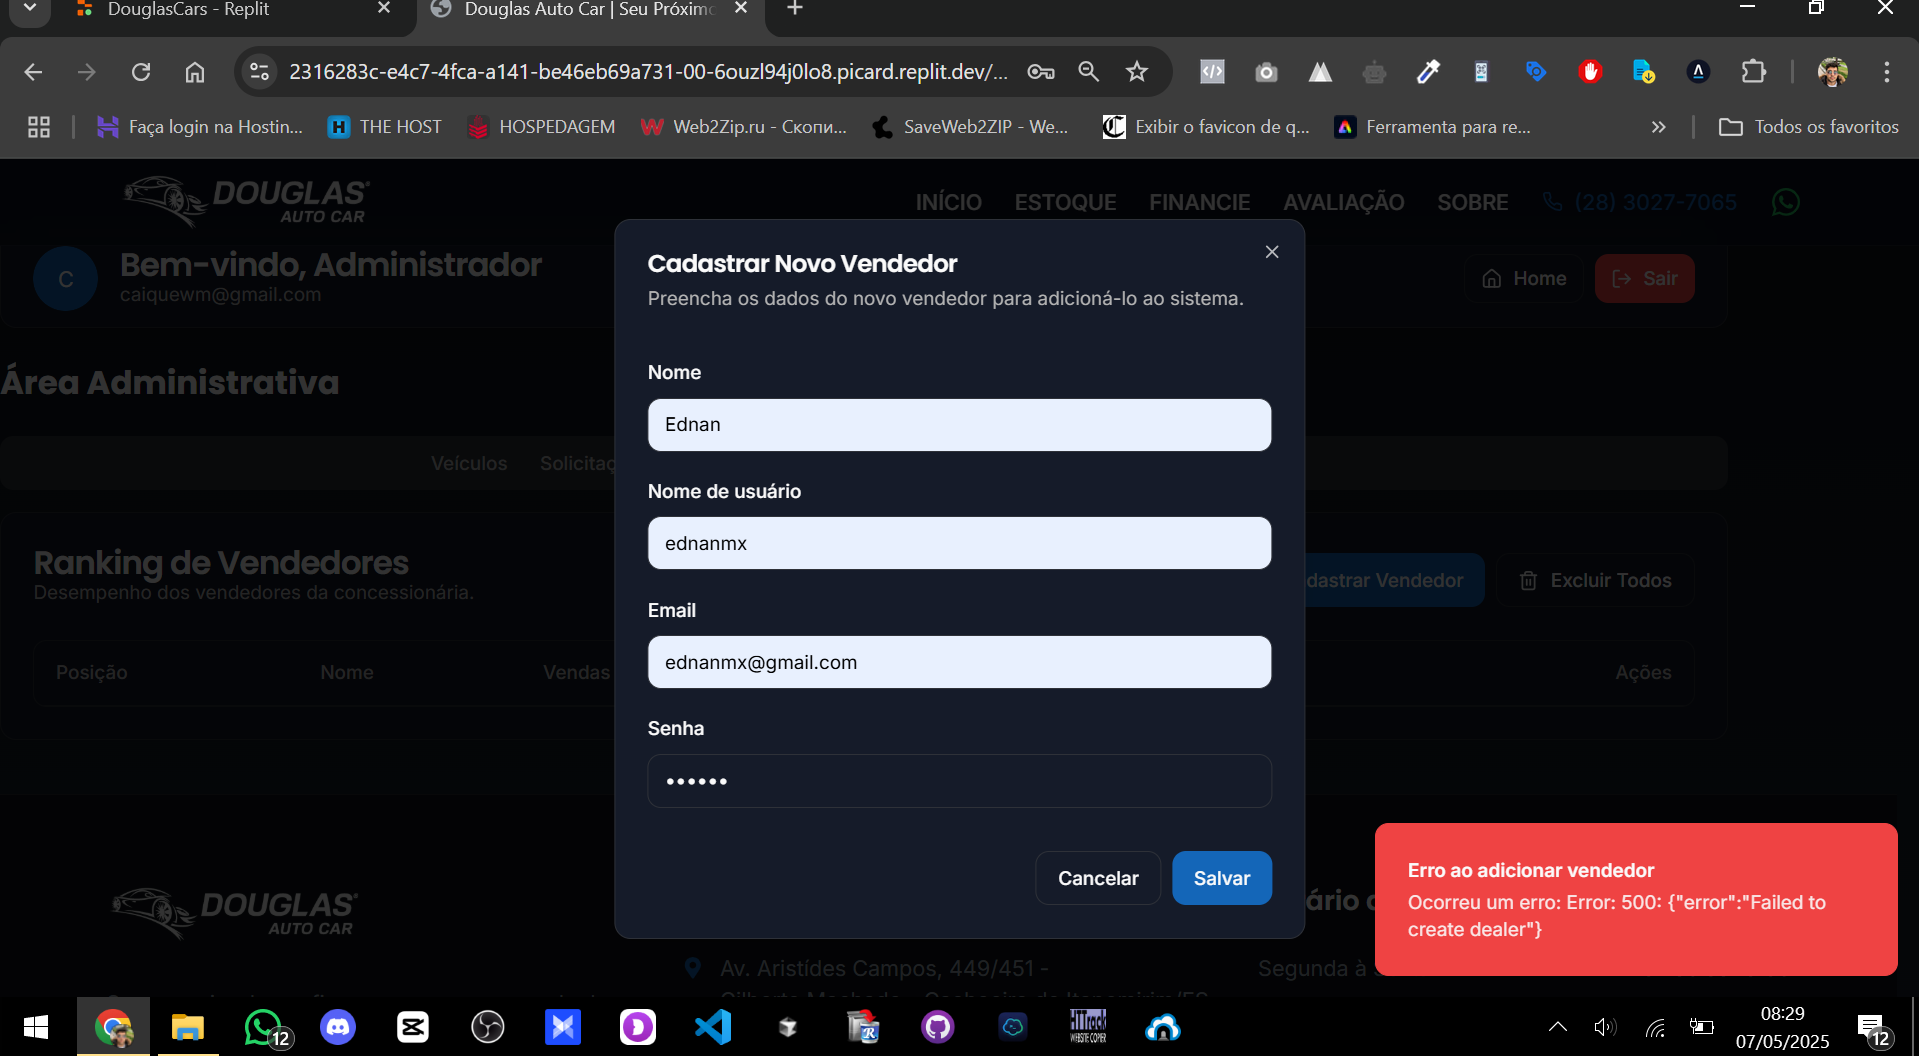 DouglasCars - Replit
Douglas Auto Car | Seu Próximo
2316283c-e4c7-4fca-a141-be46eb69a731-00-6ouzl94j0lo8.picard.replit.dev/...
Faça login na Hostin...
THE HOST
HOSPEDAGEM
Web2Zip.ru - Скопи...
SaveWeb2ZIP - We...
Exibir o favicon de q...
Ferramenta para re...
Todos os favoritos
DOUGLAS
AUTO CAR
INÍCIO
ESTOQUE
FINANCIE
AVALIAÇÃO
SOBRE
(28) 3027-7065
C
Bem-vindo, Administrador
caiquewm@gmail.com
Home
Sair
Área Administrativa
Veículos
Solicitaç
Ranking de Vendedores
Desempenho dos vendedores da concessionária.
dastrar Vendedor
Excluir Todos
Posição
Nome
Vendas
Ações
Cadastrar Novo Vendedor
Preencha os dados do novo vendedor para adicioná-lo ao sistema.
Nome
Ednan
Nome de usuário
ednanmx
Email
ednanmx@gmail.com
Senha
••••••
Cancelar
Salvar
Erro ao adicionar vendedor
Ocorreu um erro: Error: 500: {"error":"Failed to
create dealer"}
DOUGLAS
AUTO CAR
ário
Av. Aristídes Campos, 449/451 -
Segunda à
12
HTTrack
WEBSITE COPIER
08:29
07/05/2025
12